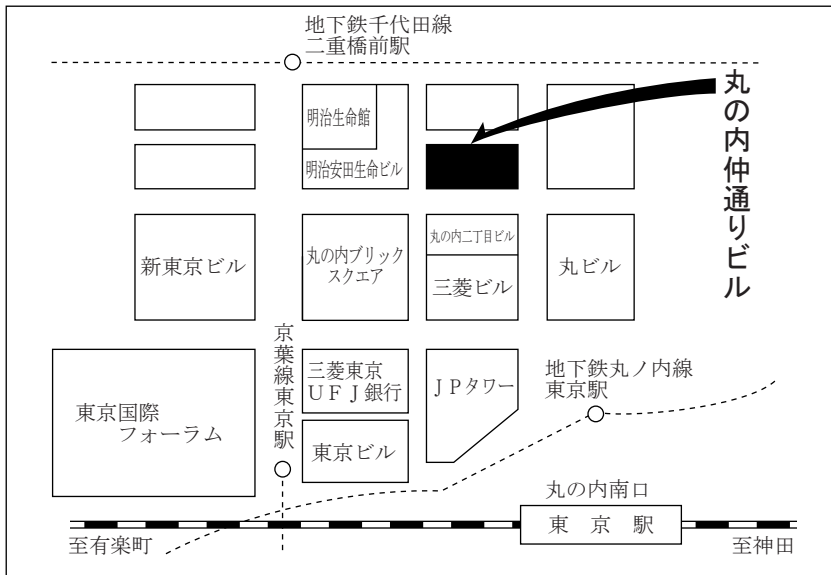 地下鉄千代田線
二重橋前駅
明治生命館
明治安田生命ビル
丸の内仲通りビル
新東京ビル
丸の内ブリック
スクエア
丸の内二丁目ビル
三菱ビル
丸ビル
京葉線東京駅
三菱東京
UFJ銀行
JPタワー
地下鉄丸ノ内線
東京駅
東京国際
フォーラム
東京ビル
丸の内南口
東京駅
至有楽町
至神田